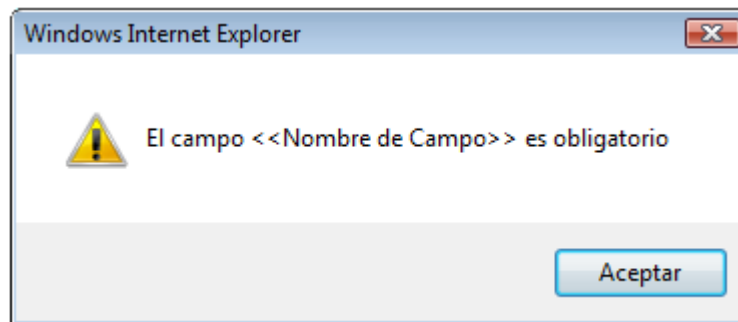 Windows Internet Explorer
El campo <<Nombre de Campo>> es obligatorio
Aceptar